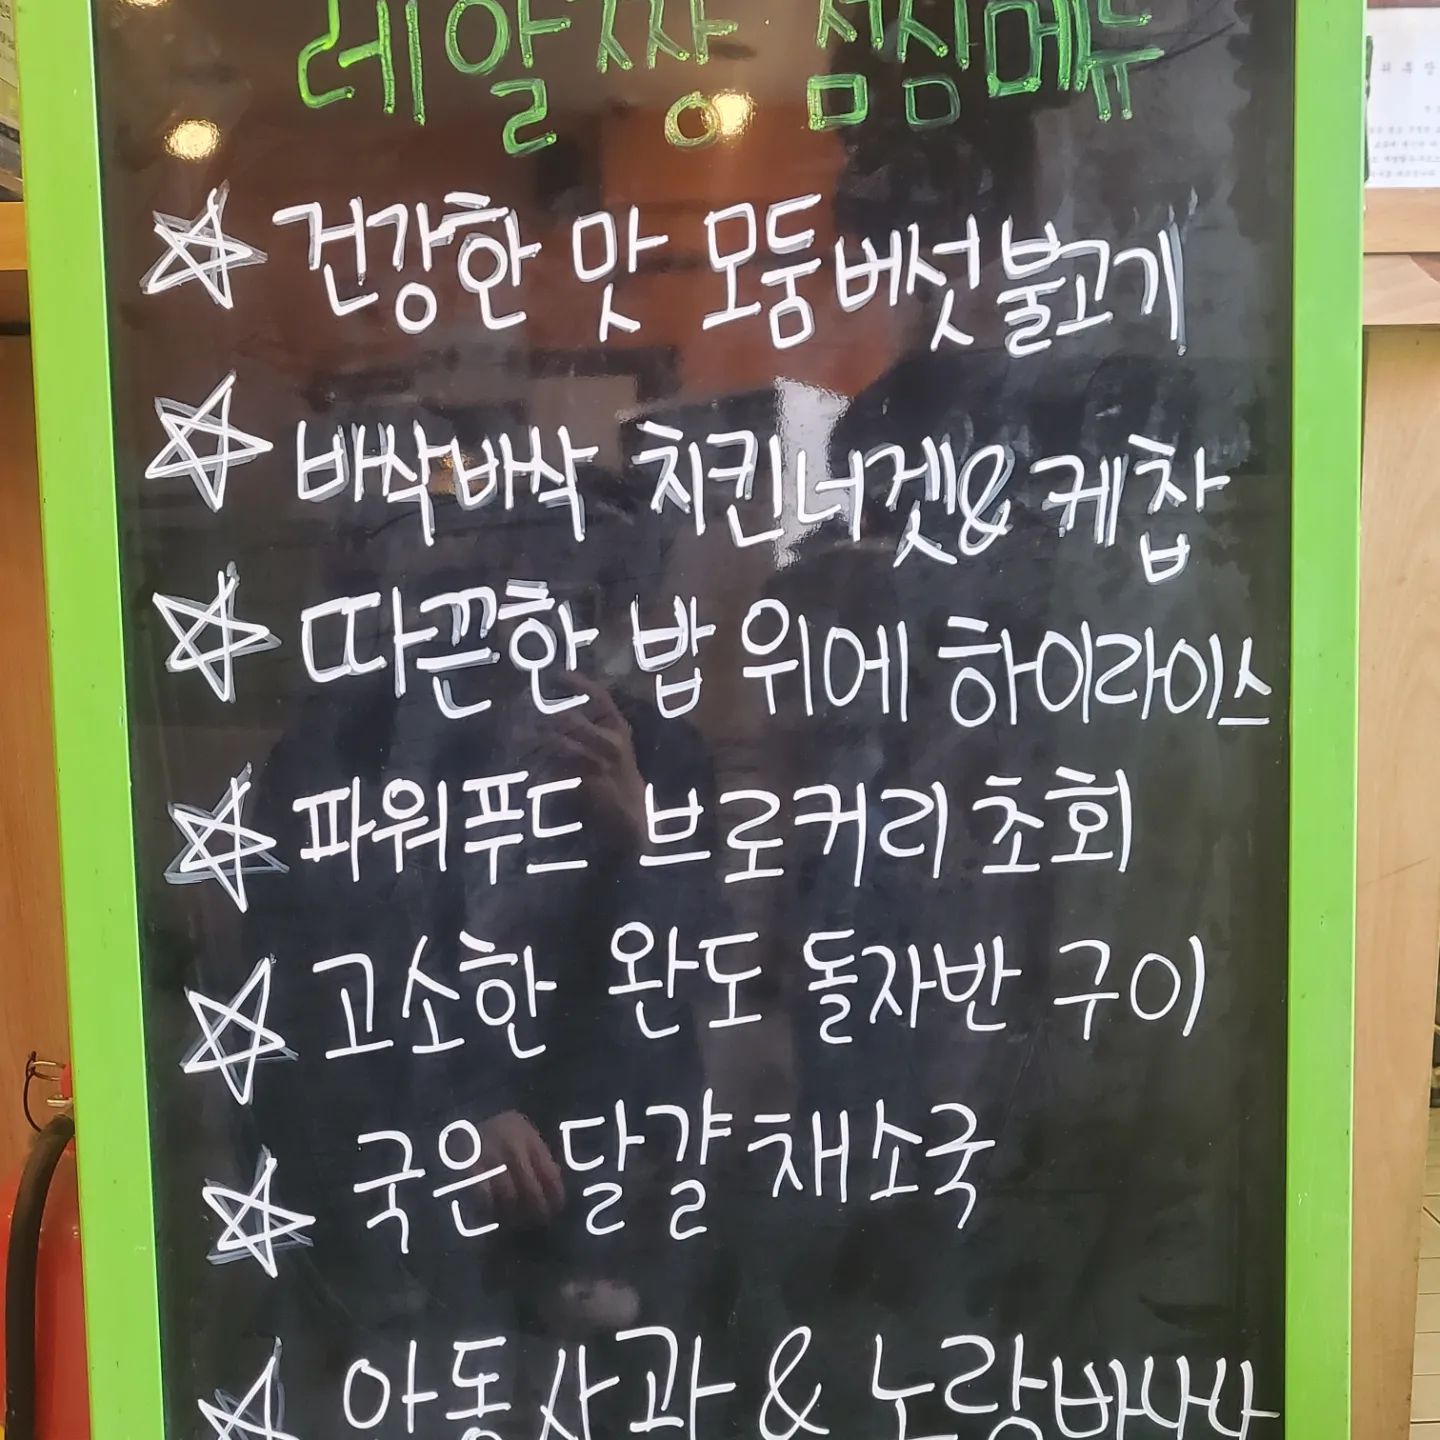 레알짱 점심메뉴
건강한 맛 모둠버섯불고기
바삭바삭 치킨너겟& 케찹
따끈한 밥 위에 하이라이스
파워푸드 브로커리초회
고소한 완도 돌자반 구이
국은 달걀채소국
안동사과 & 노랑바나나